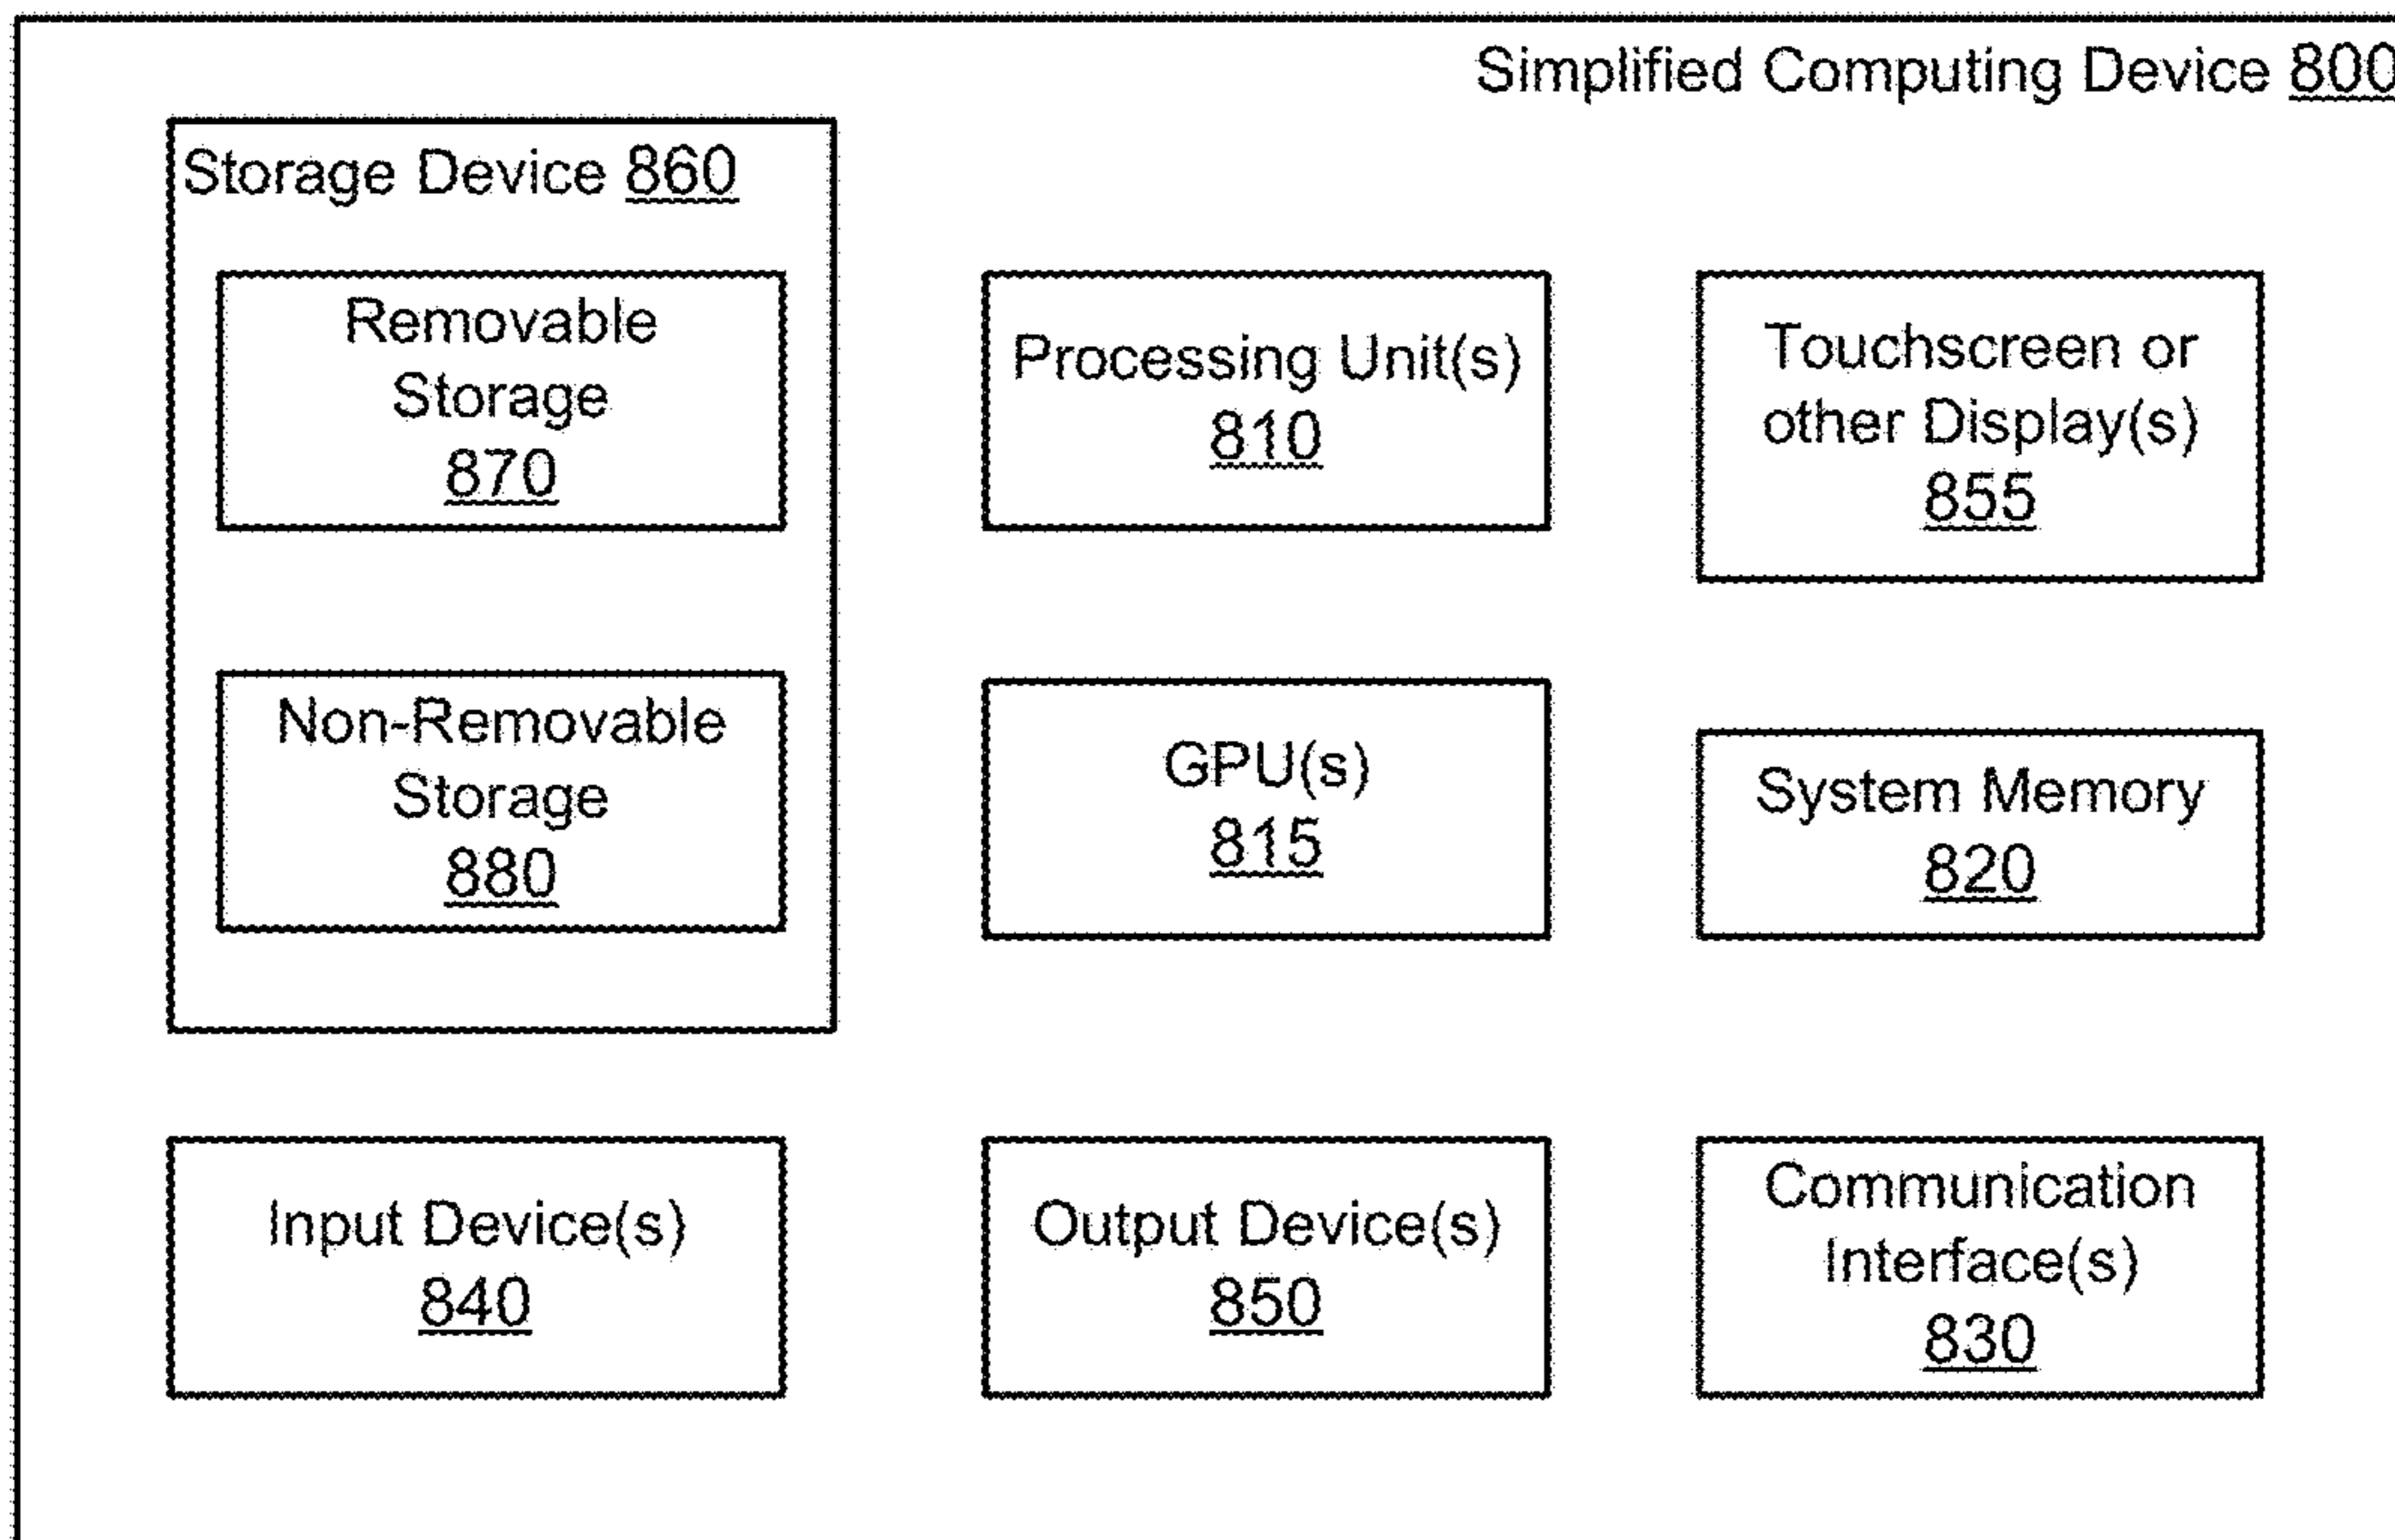 Simplified Computing Device 800
Storage Device 860
Removable
Storage
870
Processing Unit(s)
810
Touchscreen or
other Display(s)
855
Non-Removable
Storage
880
GPU(s)
815
System Memory
820
Input Device(s)
840
Output Device(s)
850
Communication
Interface(s)
830